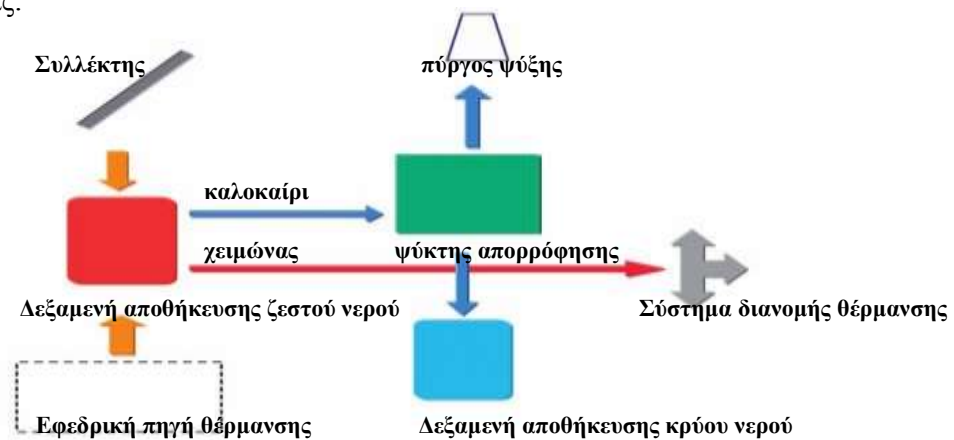 ς.
Συλλέκτης
πύργος ψύξης
καλοκαίρι
χειμώνας
ψύκτης απορρόφησης
Δεξαμενή αποθήκευσης ζεστού νερού
Σύστημα διανομής θέρμανσης
Εφεδρική πηγή θέρμανσης
Δεξαμενή αποθήκευσης κρύου νερού